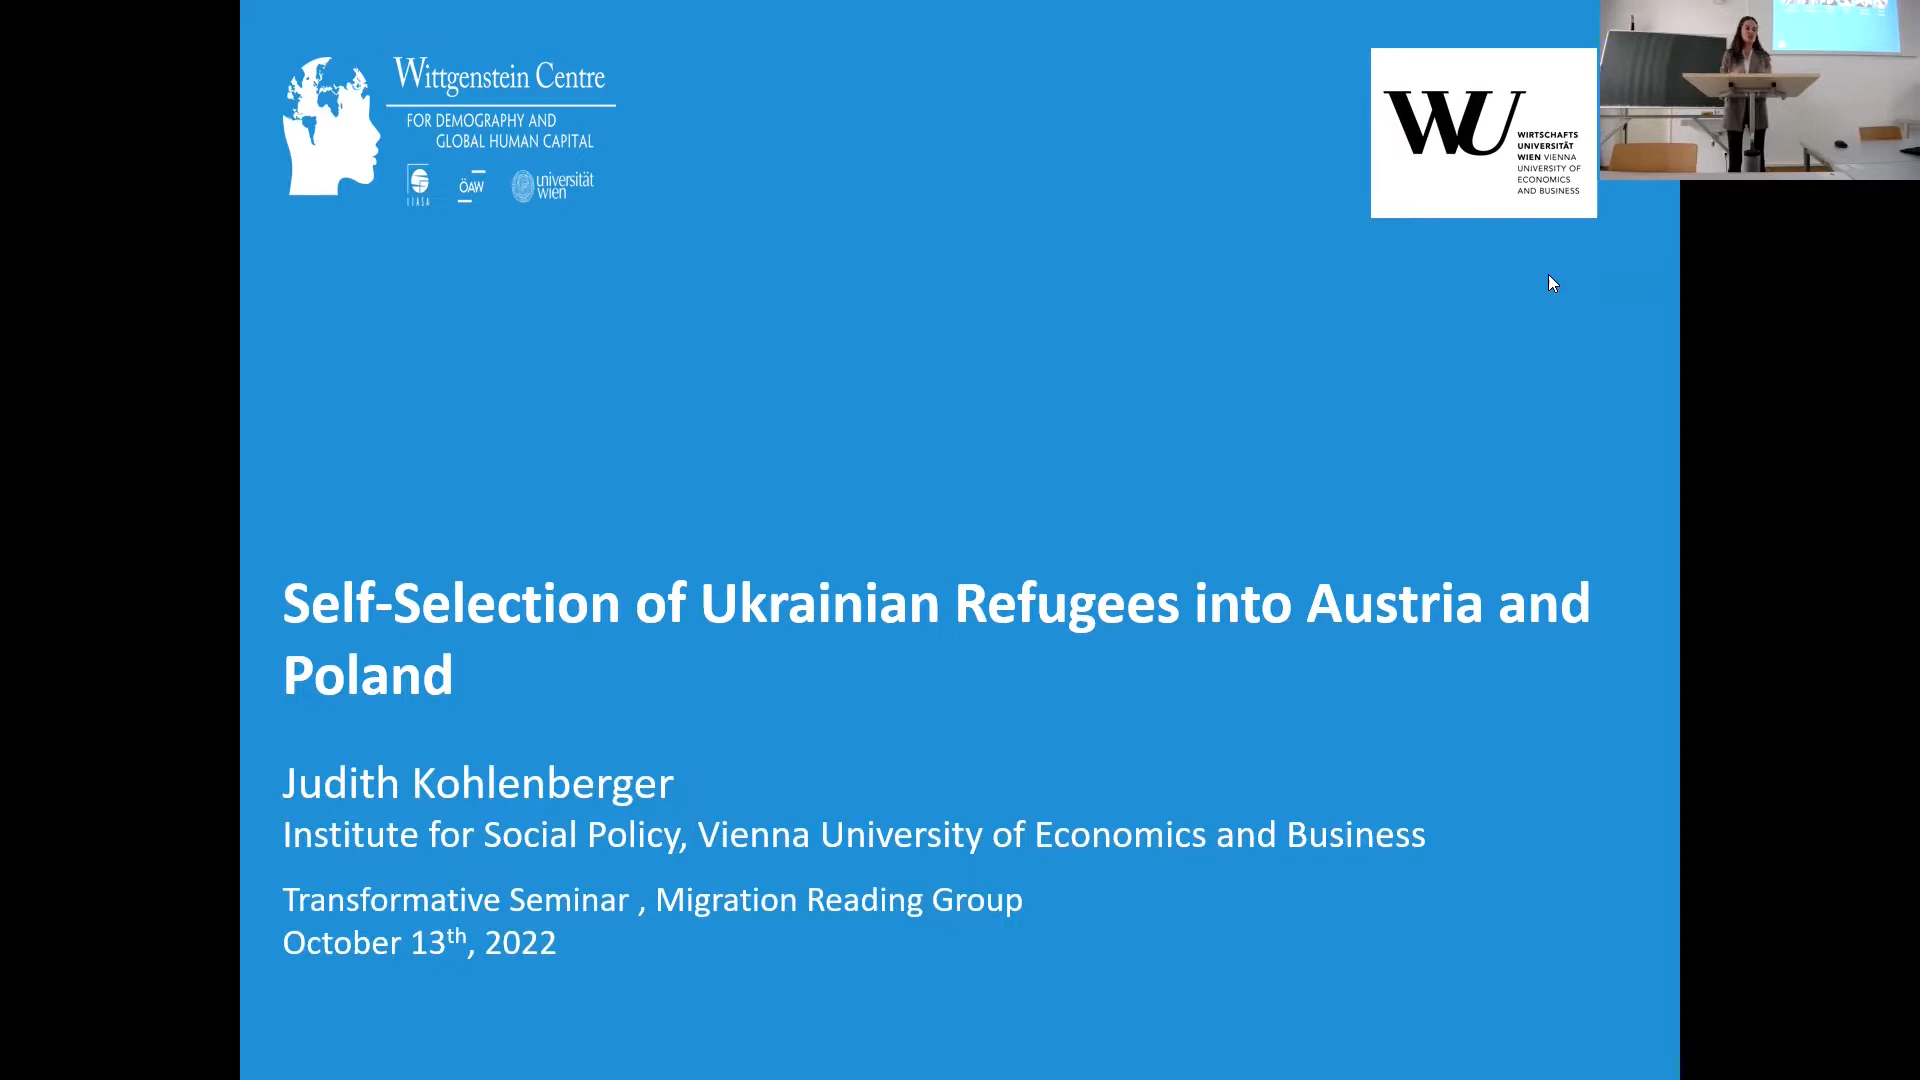 Wittgenstein Centre
FOR DEMOGRAPHY AND
GLOBAL HUMAN CAPITAL
IIASA
ÖAW
universität
wien
WU
WIRTSCHAFTS
UNIVERSITÄT
WIEN VIENNA
UNIVERSITY OF
ECONOMICS
AND BUSINESS
Self-Selection of Ukrainian Refugees into Austria and
Poland
Judith Kohlenberger
Institute for Social Policy, Vienna University of Economics and Business
Transformative Seminar , Migration Reading Group
October 13th, 2022